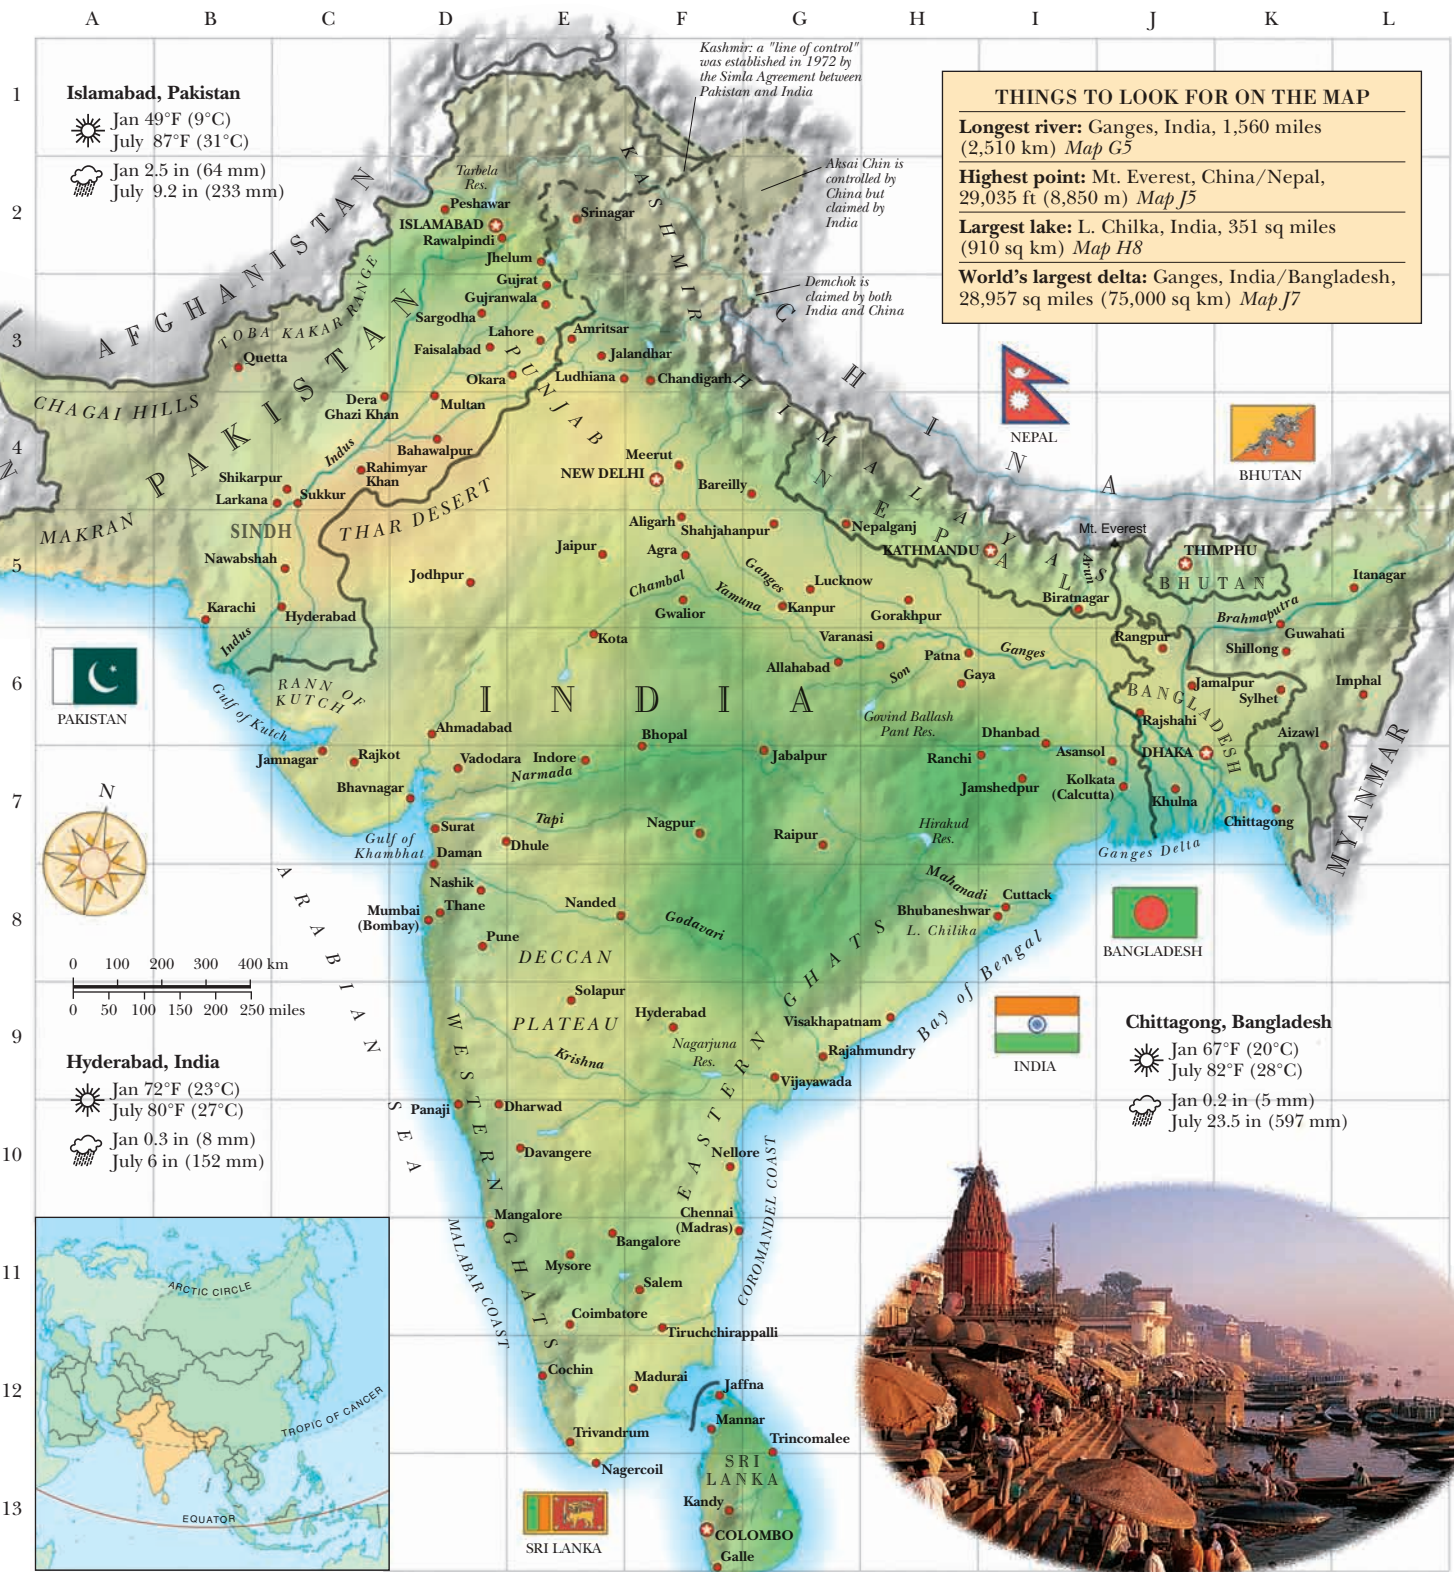 A B C D E F G H I J K L
1
2
3
4
5
6
7
8
9
10
11
12
13
Islamabad, Pakistan
Jan 49°F (9°C)
July 87°F (31°C)
Jan 2.5 in (64 mm)
July 9.2 in (233 mm)
Kashmir: a "line of control"
was established in 1972 by
the Simla Agreement between
Pakistan and India
THINGS TO LOOK FOR ON THE MAP
Longest river: Ganges, India, 1,560 miles
(2,510 km) Map G5
Highest point: Mt. Everest, China/Nepal,
29,035 ft (8,850 m) Map J5
Largest lake: L. Chilka, India, 351 sq miles
(910 sq km) Map H8
World's largest delta: Ganges, India/Bangladesh,
28,957 sq miles (75,000 sq km) Map J7
Aksai Chin is
controlled by
China but
claimed by
India
Demchok is
claimed by both
India and China
AFGHANISTAN
KASHMIR
CHINA
Tarbela
Res.
Peshawar
ISLAMABAD
Rawalpindi
Srinagar
Jhelum
Gujrat
Gujranwala
Sargodha
Lahore
Amritsar
Faisalabad
Jalandhar
TOBA KAKAR RANGE
Quetta
PAKISTAN
PUNJAB
Okara
Ludhiana
Chandigarh
HIMALAYAS
CHAGAI HILLS
Dera
Ghazi Khan
Multan
Indus
Bahawalpur
Rahimyar
Khan
Meerut
NEW DELHI
Bareilly
NEPAL
NEPAL
BHUTAN
Shikarpur
Larkana
Sukkur
THAR DESERT
MAKRAN
SINDH
Aligarh
Shahjahanpur
Nepalganj
KATHMANDU
Mt. Everest
Arun
THIMPHU
BHUTAN
Nawabshah
Jaipur
Agra
Jodhpur
Chambal
Ganges
Yamuna
Lucknow
Itanagar
Karachi
Hyderabad
Indus
Gwalior
Kanpur
Gorakhpur
Biratnagar
Brahmaputra
Guwahati
Kota
Varanasi
Rangpur
Shillong
PAKISTAN
Allahabad
Son
Patna
Ganges
Gaya
RANN OF
KUTCH
Gulf of Kutch
INDIA
BANGLADESH
Jamalpur
Sylhet
Imphal
Rajshahi
Govind Ballash
Pant Res.
Ahmadabad
Bhopal
Jabalpur
Dhanbad
Asansol
DHAKA
Aizawl
Jamnagar
Rajkot
Vadodara
Indore
Narmada
Ranchi
Jamshedpur
Kolkata
(Calcutta)
Khulna
Chittagong
MYANMAR
N
Bhavnagar
Surat
Tapi
Nagpur
Raipur
Hirakud
Res.
Gulf of
Khambhat
Dhule
Daman
Ganges Delta
Nashik
Mahanadi
Cuttack
Mumbai
(Bombay)
Thane
Nanded
Godavari
Bhubaneshwar
L. Chilika
Pune
DECCAN
PLATEAU
EASTERN GHATS
Bay of Bengal
BANGLADESH
0 100 200 300 400 km
0 50 100 150 200 250 miles
ARABIAN SEA
WESTERN GHATS
Solapur
Hyderabad
Visakhapatnam
Nagarjuna
Res.
Krishna
Rajahmundry
Vijayawada
INDIA
Chittagong, Bangladesh
Jan 67°F (20°C)
July 82°F (28°C)
Jan 0.2 in (5 mm)
July 23.5 in (597 mm)
Hyderabad, India
Jan 72°F (23°C)
July 80°F (27°C)
Jan 0.3 in (8 mm)
July 6 in (152 mm)
Panaji
Dharwad
Davangere
Nellore
COROMANDEL COAST
Mangalore
Chennai
(Madras)
MALABAR COAST
Bangalore
Mysore
Salem
Coimbatore
Tiruchchirappalli
Cochin
Madurai
Jaffna
Mannar
Trivandrum
Trincomalee
Nagercoil
SRI
LANKA
Kandy
COLOMBO
Galle
SRI LANKA
ARCTIC CIRCLE
TROPIC OF CANCER
EQUATOR